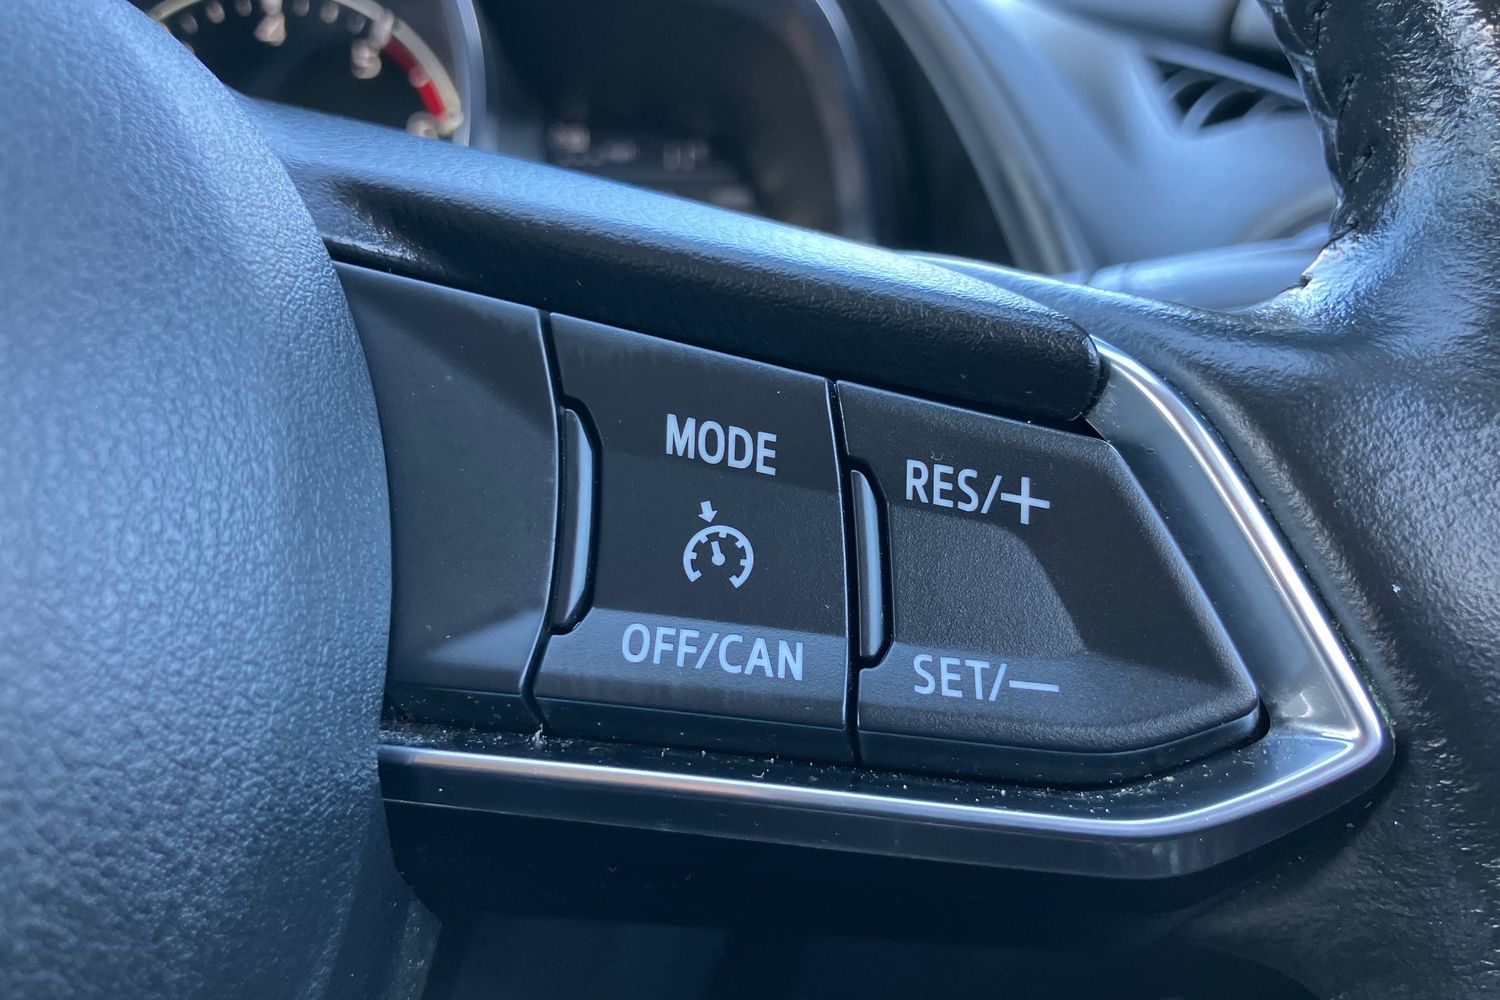 MODE
RES/+
OFF/CAN
SET/−